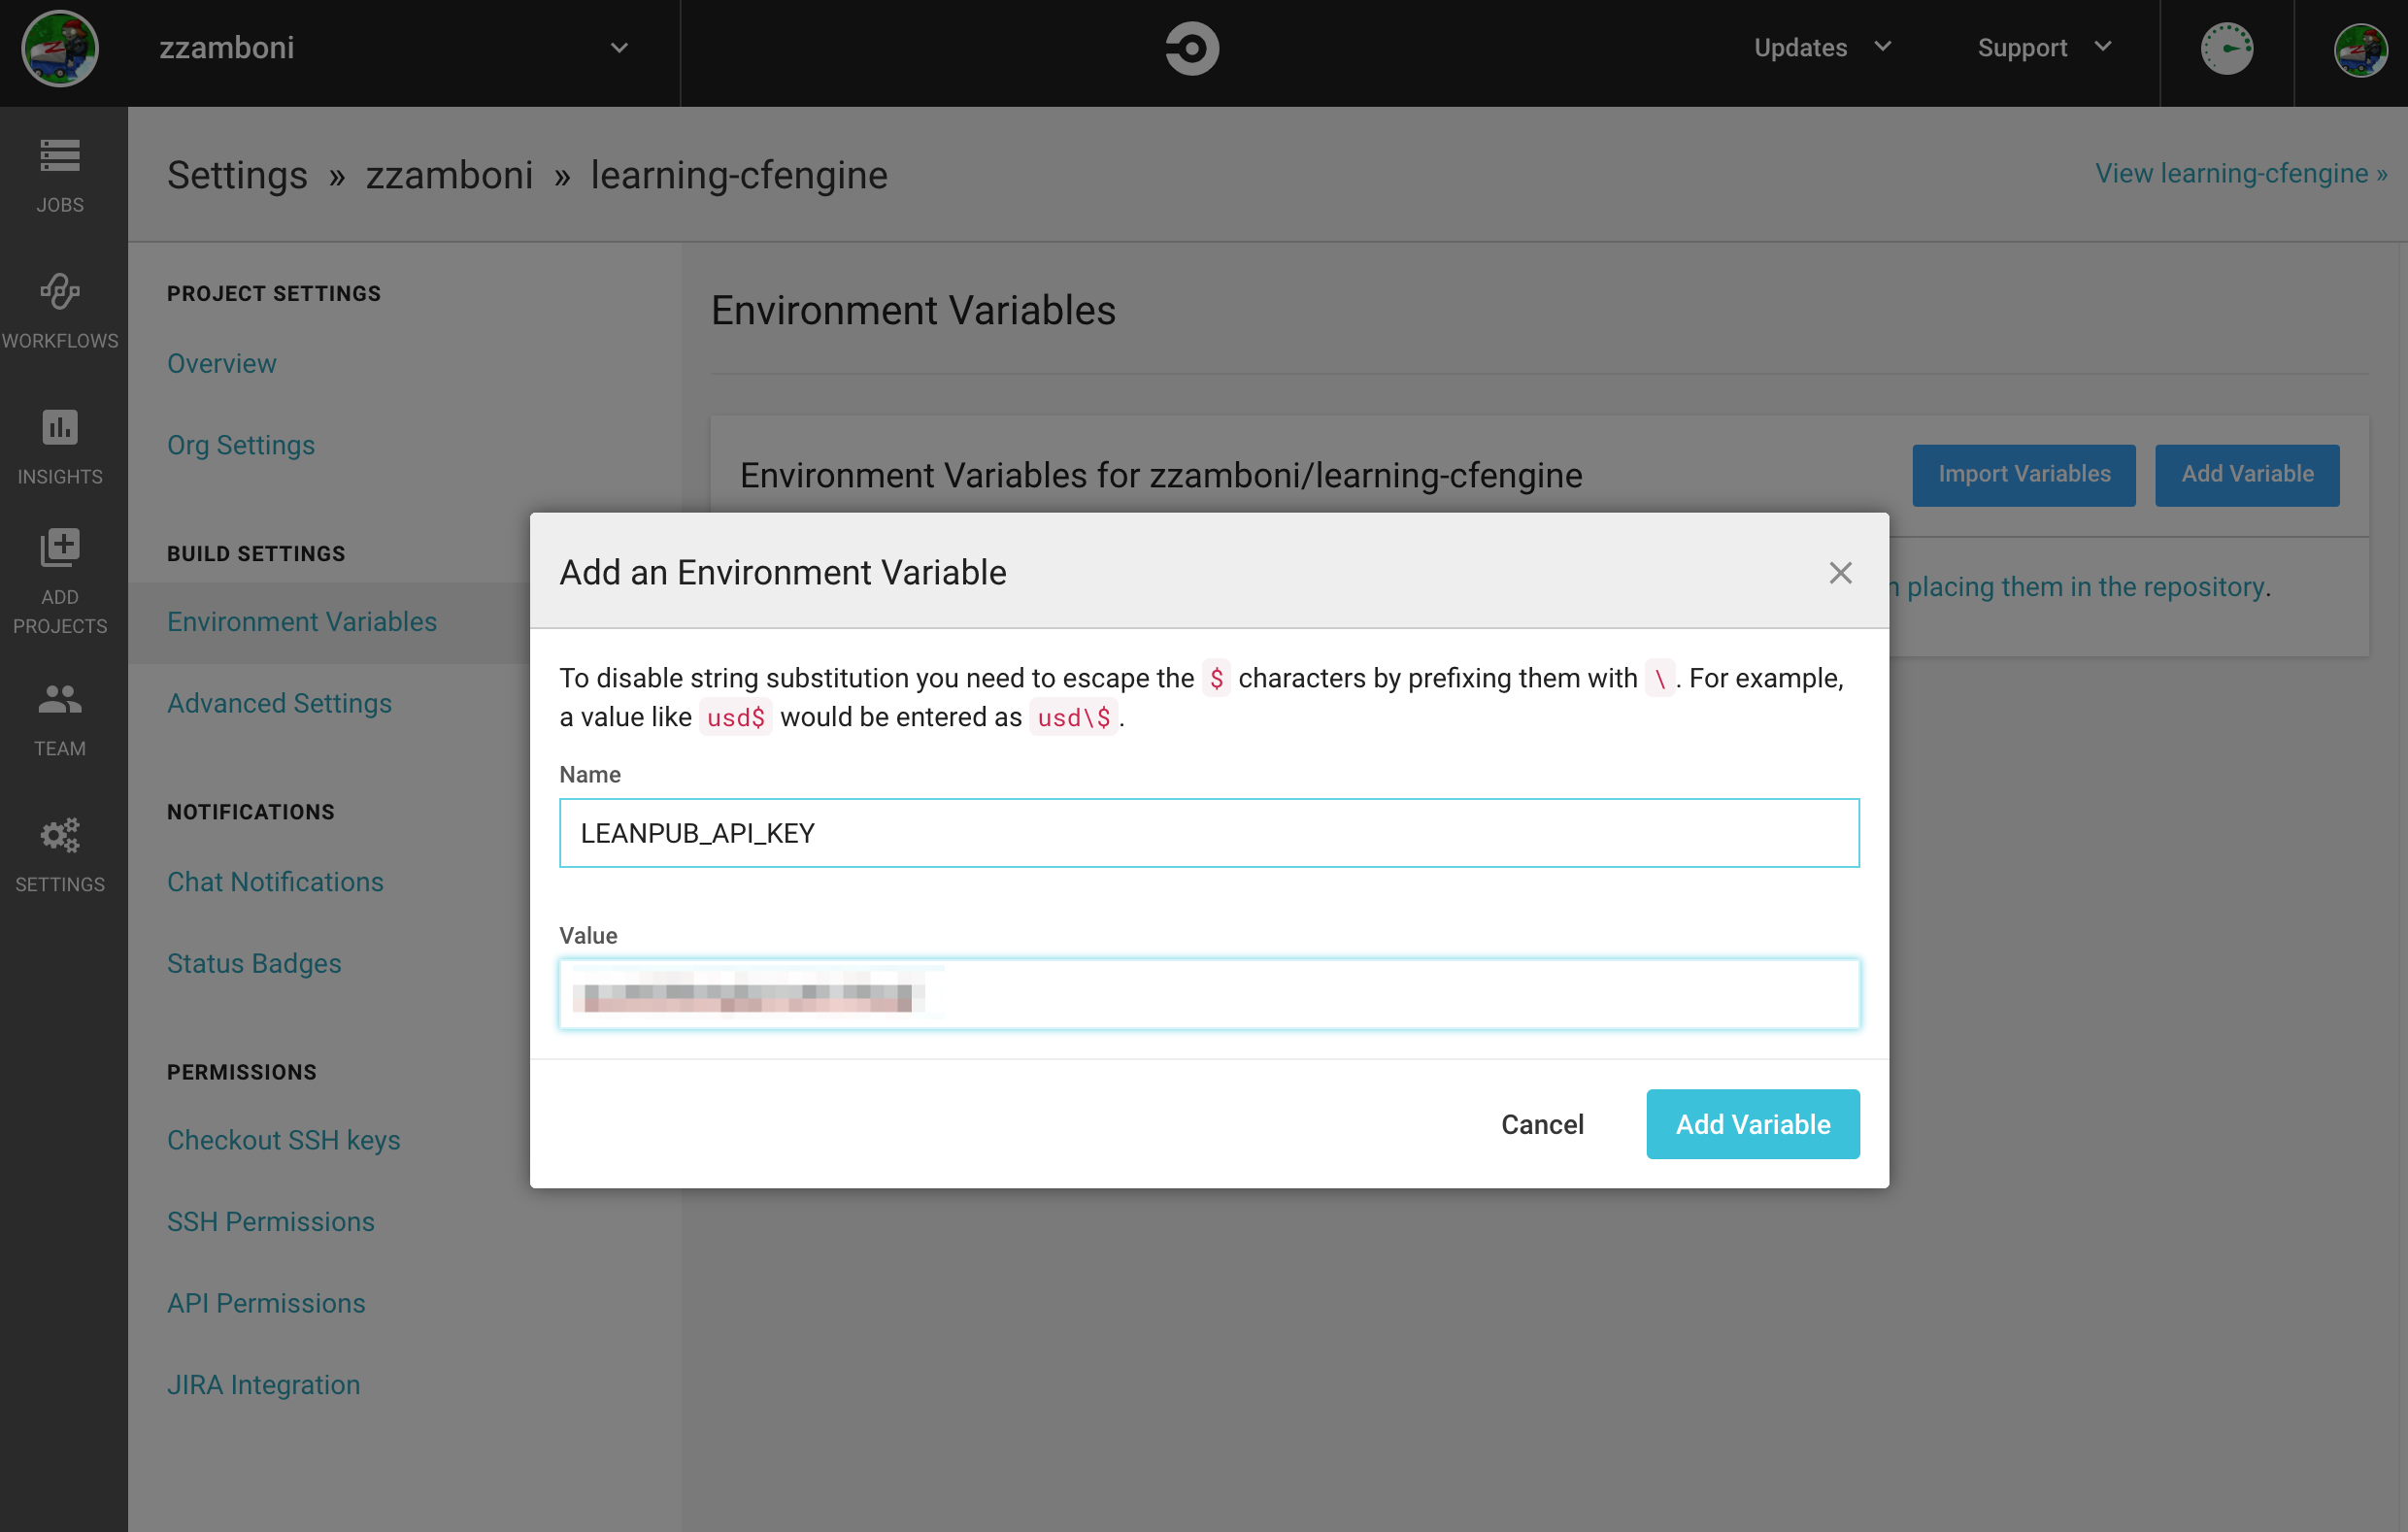 zzamboni
Updates
Support
JOBS
WORKFLOWS
INSIGHTS
ADD
PROJECTS
TEAM
SETTINGS
Settings » zzamboni » learning-cfengine
View learning-cfengine »
PROJECT SETTINGS
Overview
Org Settings
BUILD SETTINGS
Environment Variables
Advanced Settings
NOTIFICATIONS
Chat Notifications
Status Badges
PERMISSIONS
Checkout SSH keys
SSH Permissions
API Permissions
JIRA Integration
Environment Variables
Environment Variables for zzamboni/learning-cfengine
Import Variables
Add Variable
placing them in the repository.
Add an Environment Variable
To disable string substitution you need to escape the $ characters by prefixing them with \. For example,
a value like usd$ would be entered as usd\$.
Name
LEANPUB_API_KEY
Value
Cancel
Add Variable